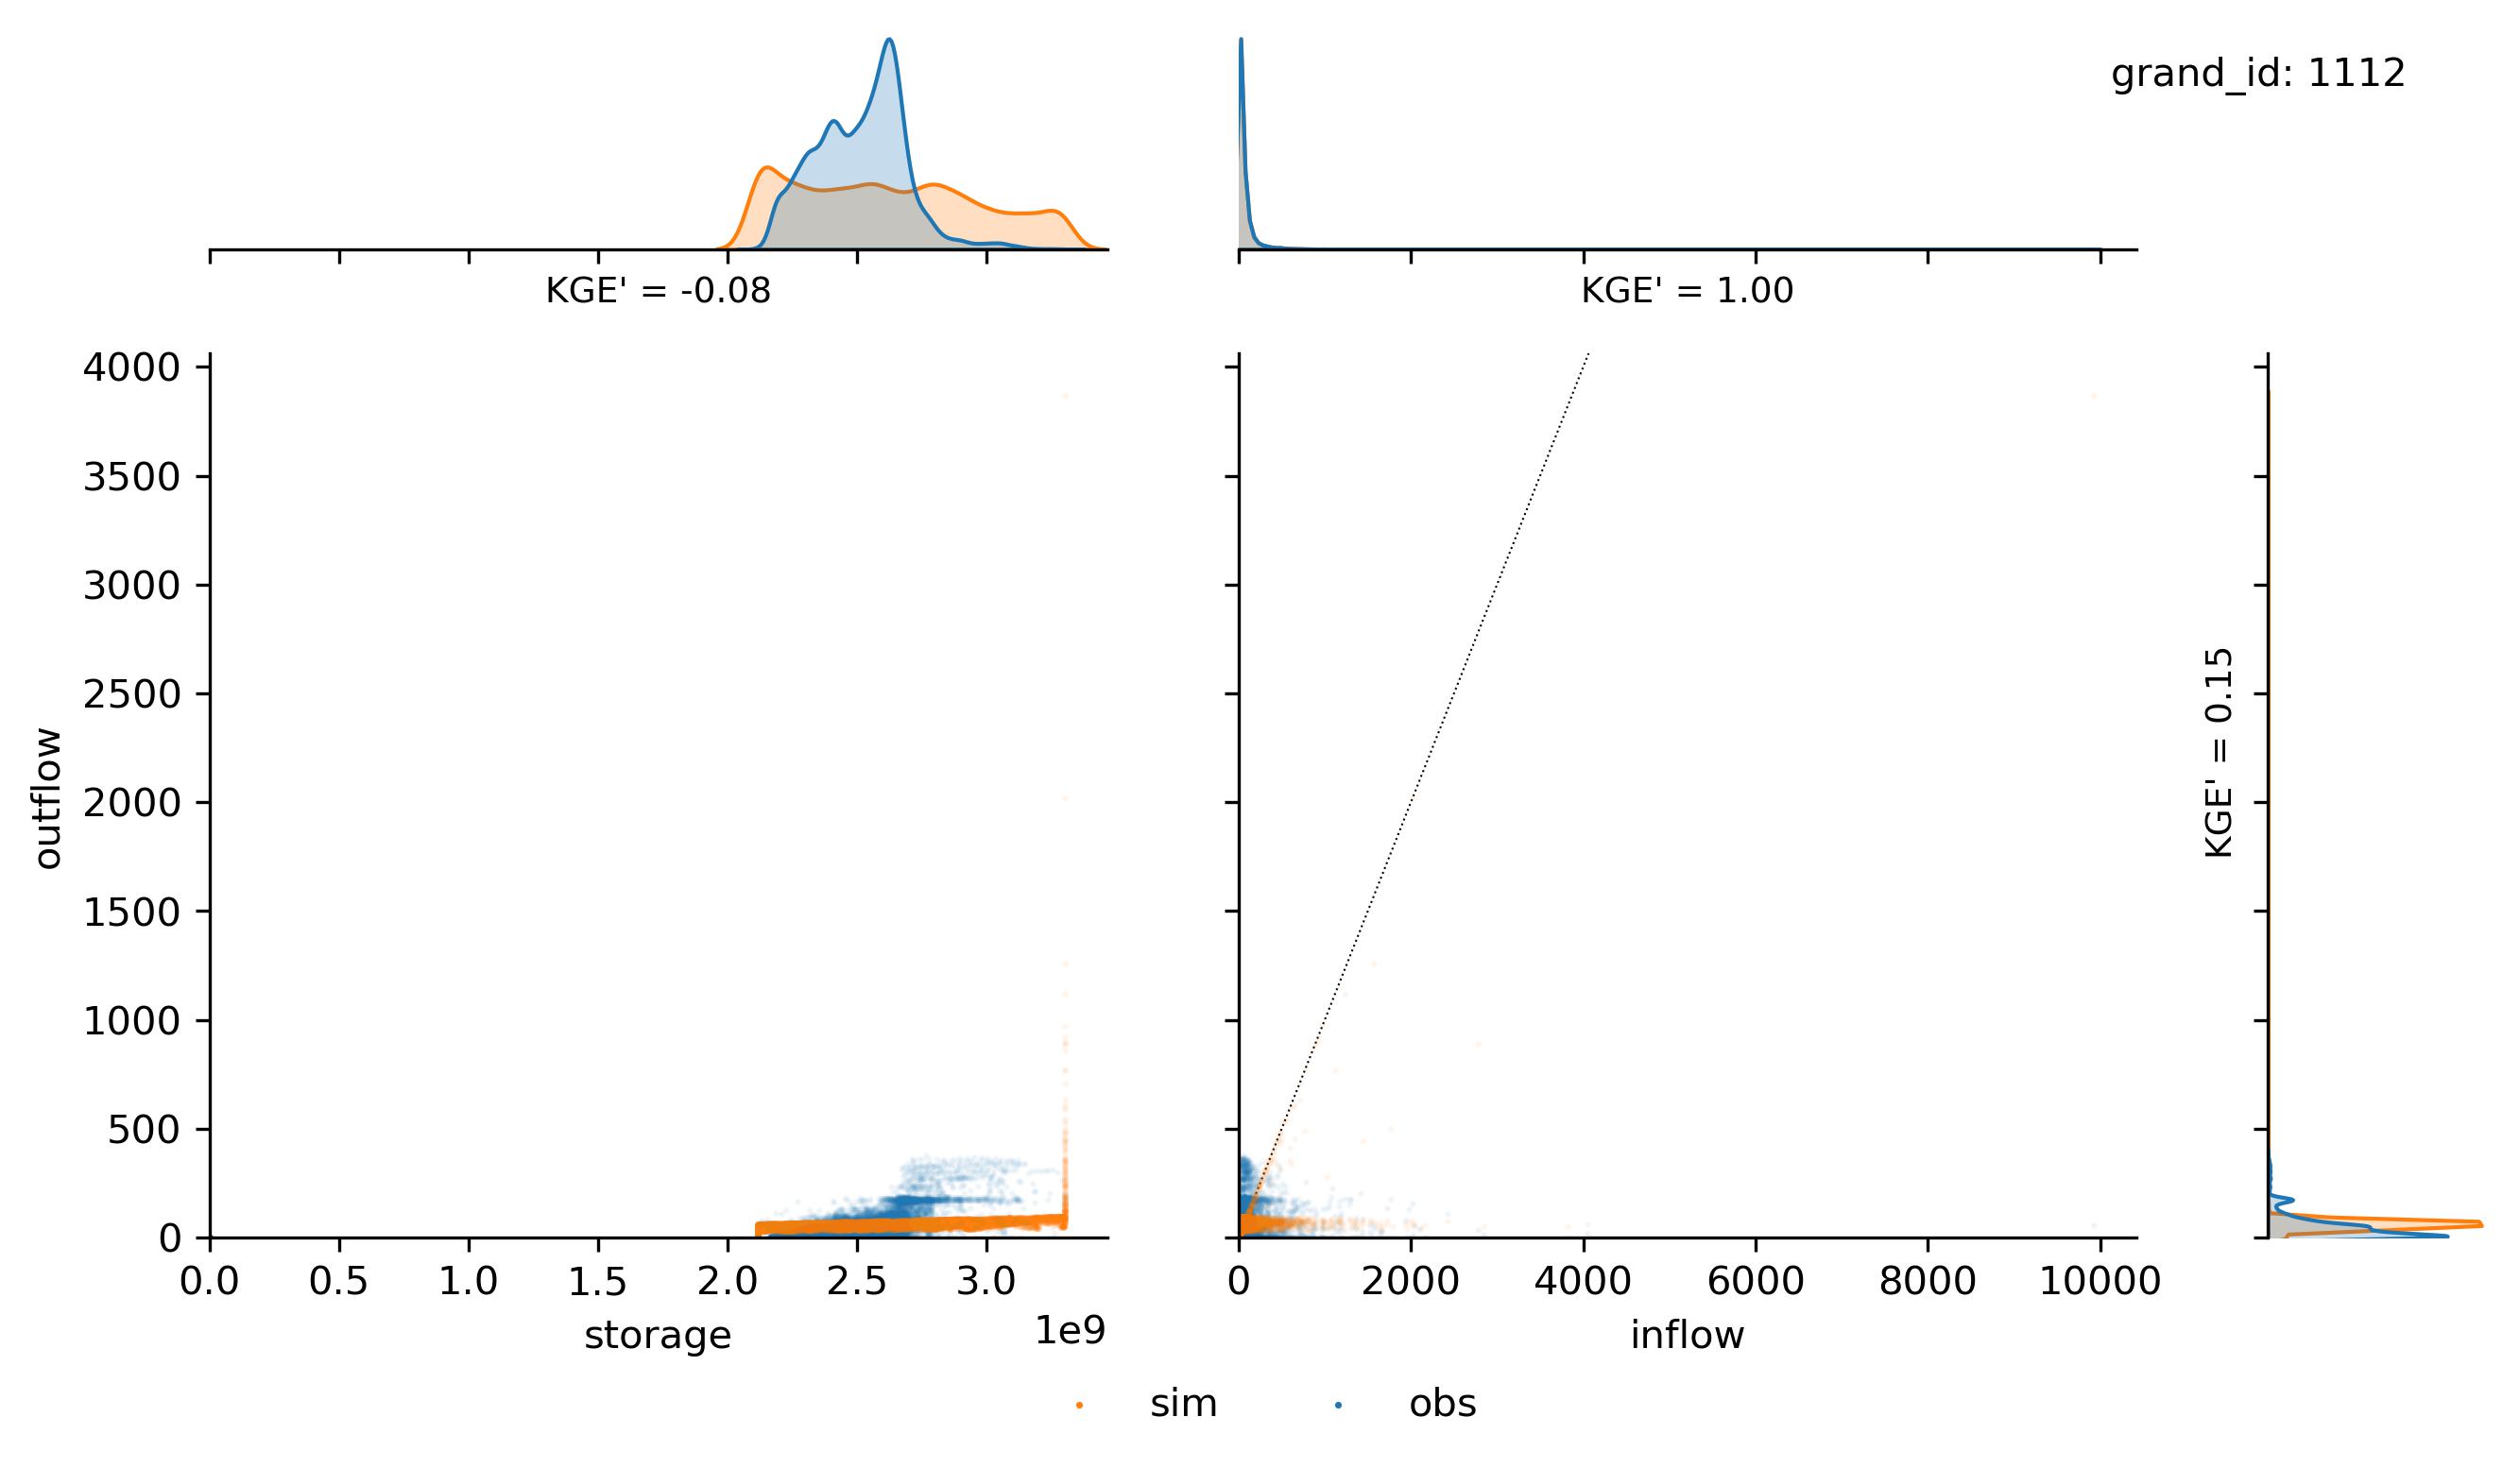 grand_id: 1112
KGE' = -0.08
KGE' = 1.00
4000
3500
3000
2500
2000
1500
1000
500
0
outflow
KGE' = 0.15
0.0 0.5 1.0 1.5 2.0 2.5 3.0
0 2000 4000 6000 8000 10000
storage
1e9
inflow
sim obs